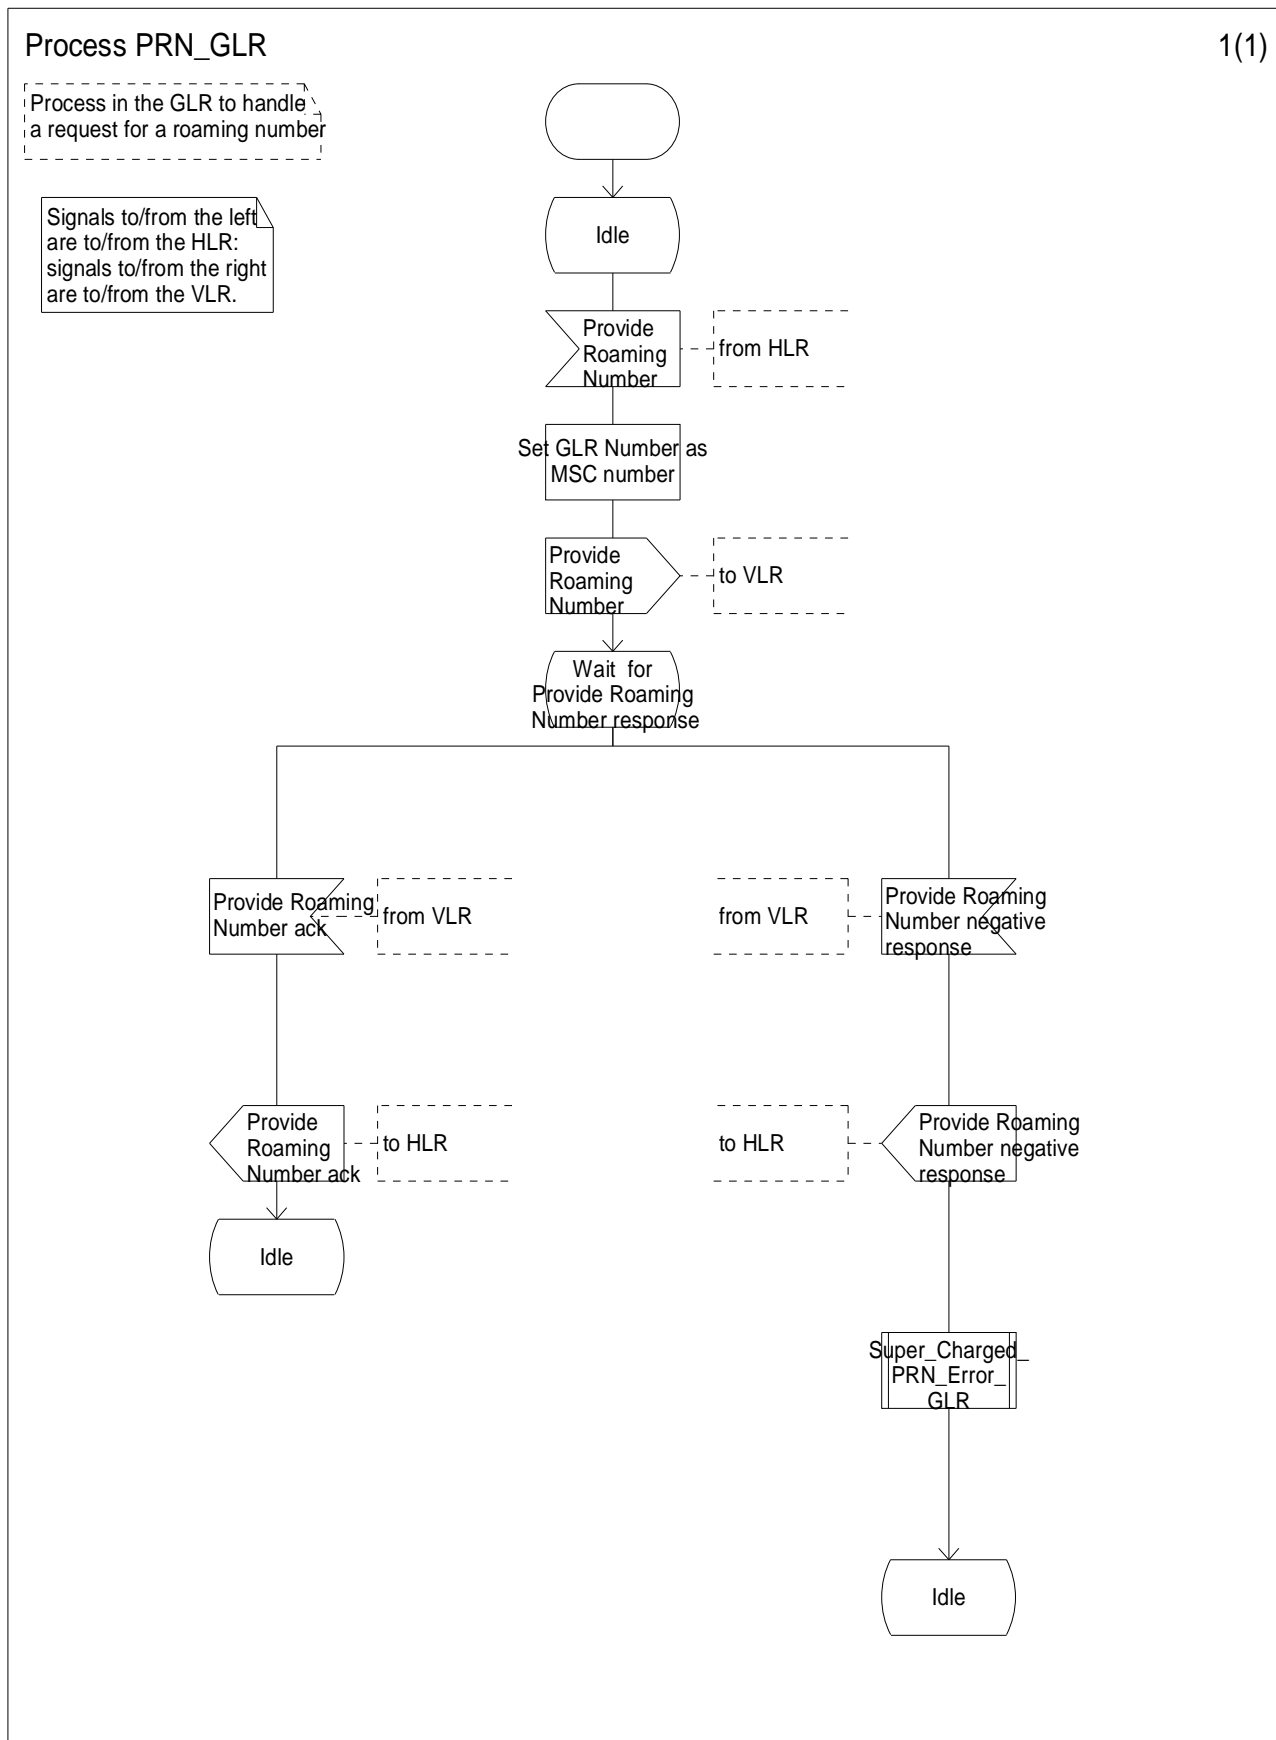 Process PRN_GLR
1(1)
Process in the GLR to handle
a request for a roaming number
Signals to/from the left
are to/from the HLR:
signals to/from the right
are to/from the VLR.
Idle
Provide
Roaming
Number
from HLR
Set GLR Number as
MSC number
Provide
Roaming
Number
to VLR
Wait for
Provide Roaming
Number response
Provide Roaming
Number ack
from VLR
from VLR
Provide Roaming
Number negative
response
Provide
Roaming
Number ack
to HLR
to HLR
Provide Roaming
Number negative
response
Idle
Super_Charged_
PRN_Error_
GLR
Idle